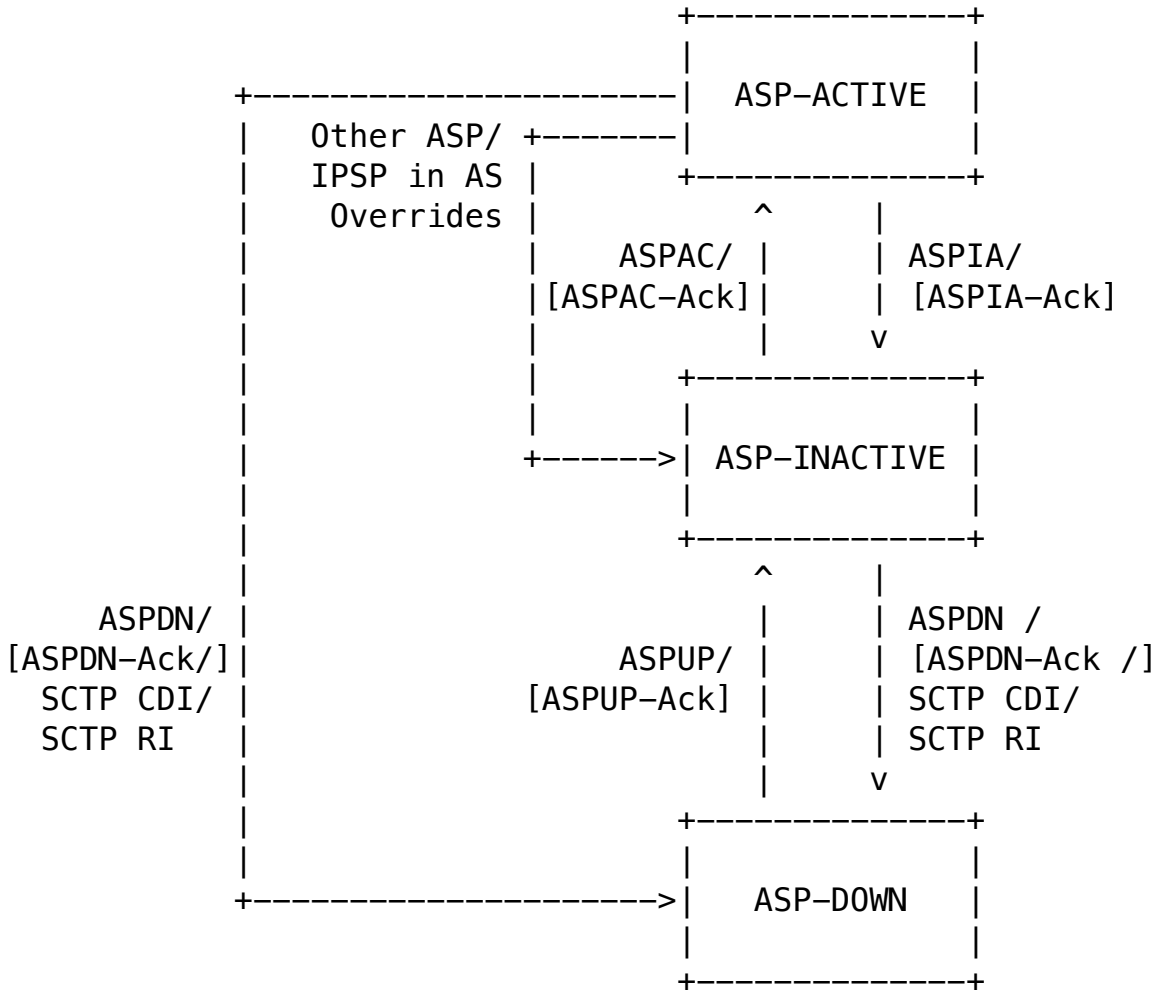 ASP-ACTIVE
Other ASP/
IPSP in AS
Overrides
ASPAC/
[ASPAC-Ack]
ASPIA/
[ASPIA-Ack]
ASP-INACTIVE
ASPDN/
[ASPDN-Ack/]
SCTP CDI/
SCTP RI
ASPUP/
[ASPUP-Ack]
ASPDN /
[ASPDN-Ack /]
SCTP CDI/
SCTP RI
ASP-DOWN